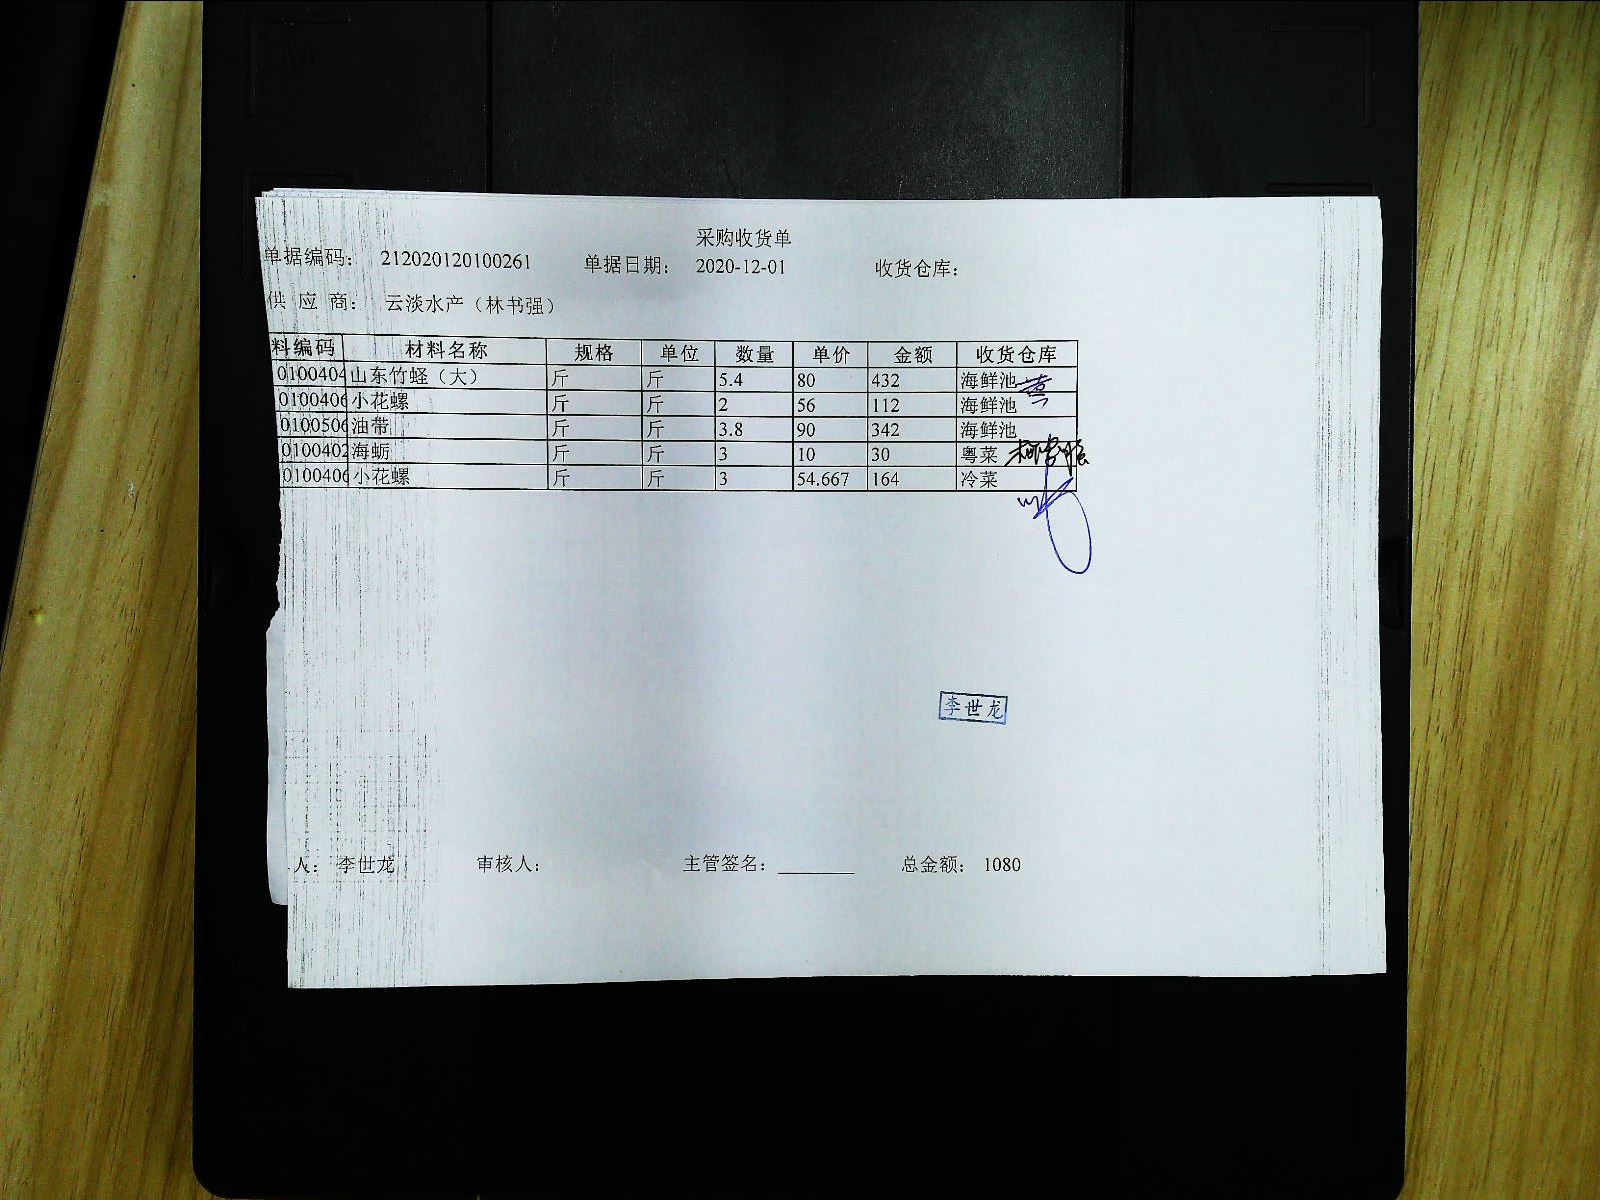 采购收货单
单据编码： 212020120100261 单据日期： 2020-12-01 收货仓库：
供 应 商： 云淡水产（林书强）
料编码 材料名称 规格 单位 数量 单价 金额 收货仓库
0100404 山东竹蛏（大） 斤 斤 5.4 80 432 海鲜池
0100406 小花螺 斤 斤 2 56 112 海鲜池
0100506 油带 斤 斤 3.8 90 342 海鲜池
0100402 海蛎 斤 斤 3 10 30 粤菜
0100406 小花螺 斤 斤 3 54.667 164 冷菜
李世龙
人： 李世龙 审核人： 主管签名： 总金额： 1080